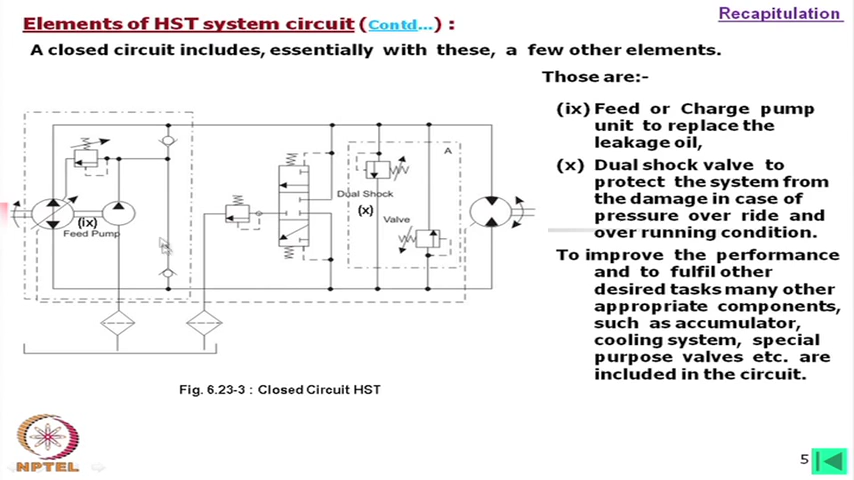 Recapitulation
Elements of HST system circuit (Contd...) :
A closed circuit includes, essentially with these, a few other elements.
Those are:-
(ix) Feed or Charge pump
unit to replace the
leakage oil,
(x) Dual shock valve to
protect the system from
the damage in case of
pressure over ride and
over running condition.
To improve the performance
and to fulfil other
desired tasks many other
appropriate components,
such as accumulator,
cooling system, special
purpose valves etc. are
included in the circuit.
A
Dual Shock
(x)
Valve
(ix)
Feed Pump
Fig. 6.23-3 : Closed Circuit HST
NPTEL
5